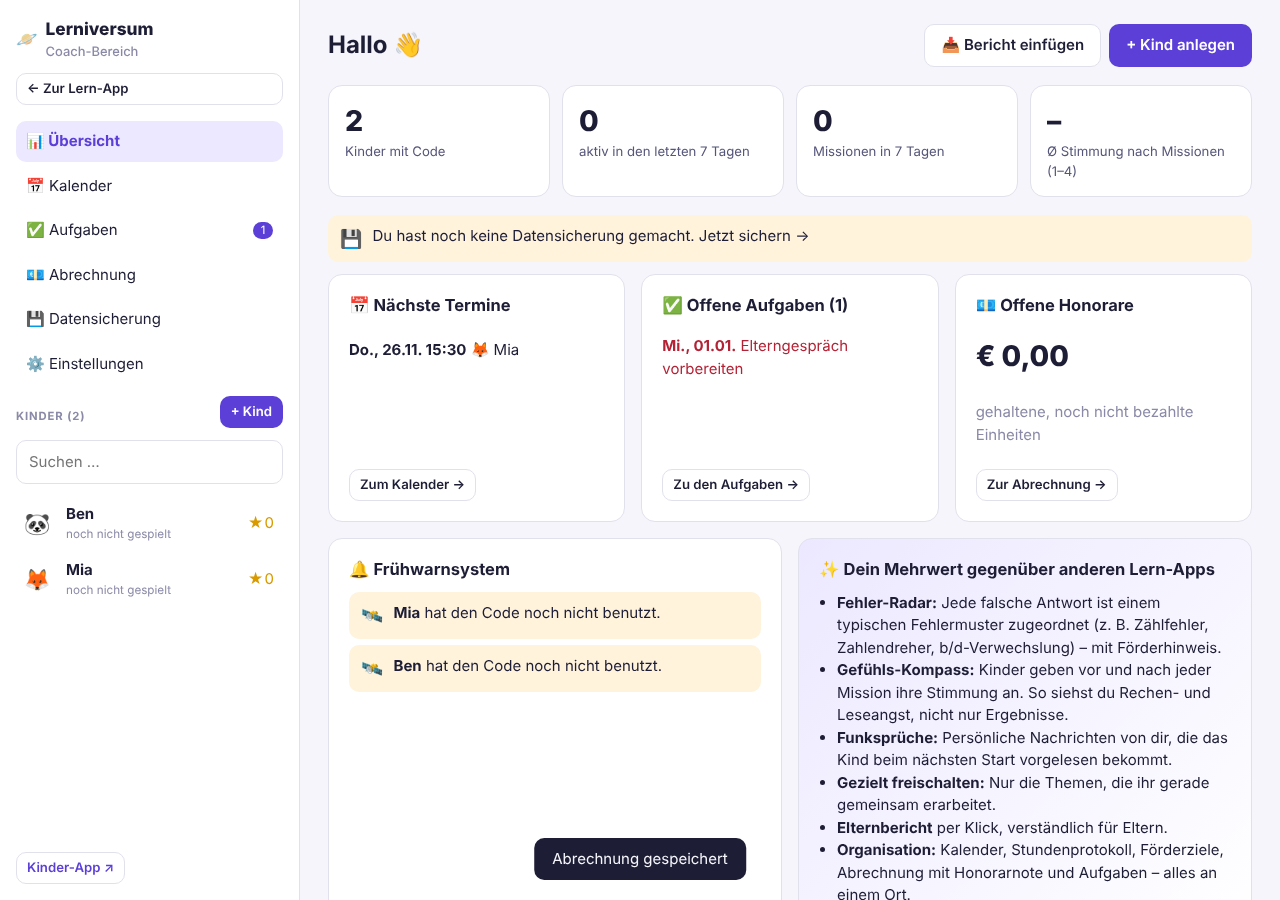 Lerniversum
Coach-Bereich
← Zur Lern-App
Übersicht
Kalender
Aufgaben 1
Abrechnung
Datensicherung
Einstellungen
KINDER (2)
+ Kind
Suchen …
Ben
noch nicht gespielt
★ 0
Mia
noch nicht gespielt
★ 0
Kinder-App ↗
Hallo 👋
📥 Bericht einfügen
+ Kind anlegen
2
Kinder mit Code
0
aktiv in den letzten 7 Tagen
0
Missionen in 7 Tagen
–
Ø Stimmung nach Missionen
(1–4)
Du hast noch keine Datensicherung gemacht. Jetzt sichern →
Nächste Termine
Do., 26.11. 15:30 🦊 Mia
Zum Kalender →
Offene Aufgaben (1)
Mi., 01.01. Elterngespräch
vorbereiten
Zu den Aufgaben →
Offene Honorare
€ 0,00
gehaltene, noch nicht bezahlte
Einheiten
Zur Abrechnung →
Frühwarnsystem
Mia hat den Code noch nicht benutzt.
Ben hat den Code noch nicht benutzt.
Abrechnung gespeichert
Dein Mehrwert gegenüber anderen Lern-Apps
• Fehler-Radar: Jede falsche Antwort ist einem
typischen Fehlermuster zugeordnet (z. B. Zählfehler,
Zahlendreher, b/d-Verwechslung) – mit Förderhinweis.
• Gefühls-Kompass: Kinder geben vor und nach jeder
Mission ihre Stimmung an. So siehst du Rechen- und
Leseangst, nicht nur Ergebnisse.
• Funksprüche: Persönliche Nachrichten von dir, die das
Kind beim nächsten Start vorgelesen bekommt.
• Gezielt freischalten: Nur die Themen, die ihr gerade
gemeinsam erarbeitet.
• Elternbericht per Klick, verständlich für Eltern.
• Organisation: Kalender, Stundenprotokoll, Förderziele,
Abrechnung mit Honorarnote und Aufgaben – alles an
einem Ort.